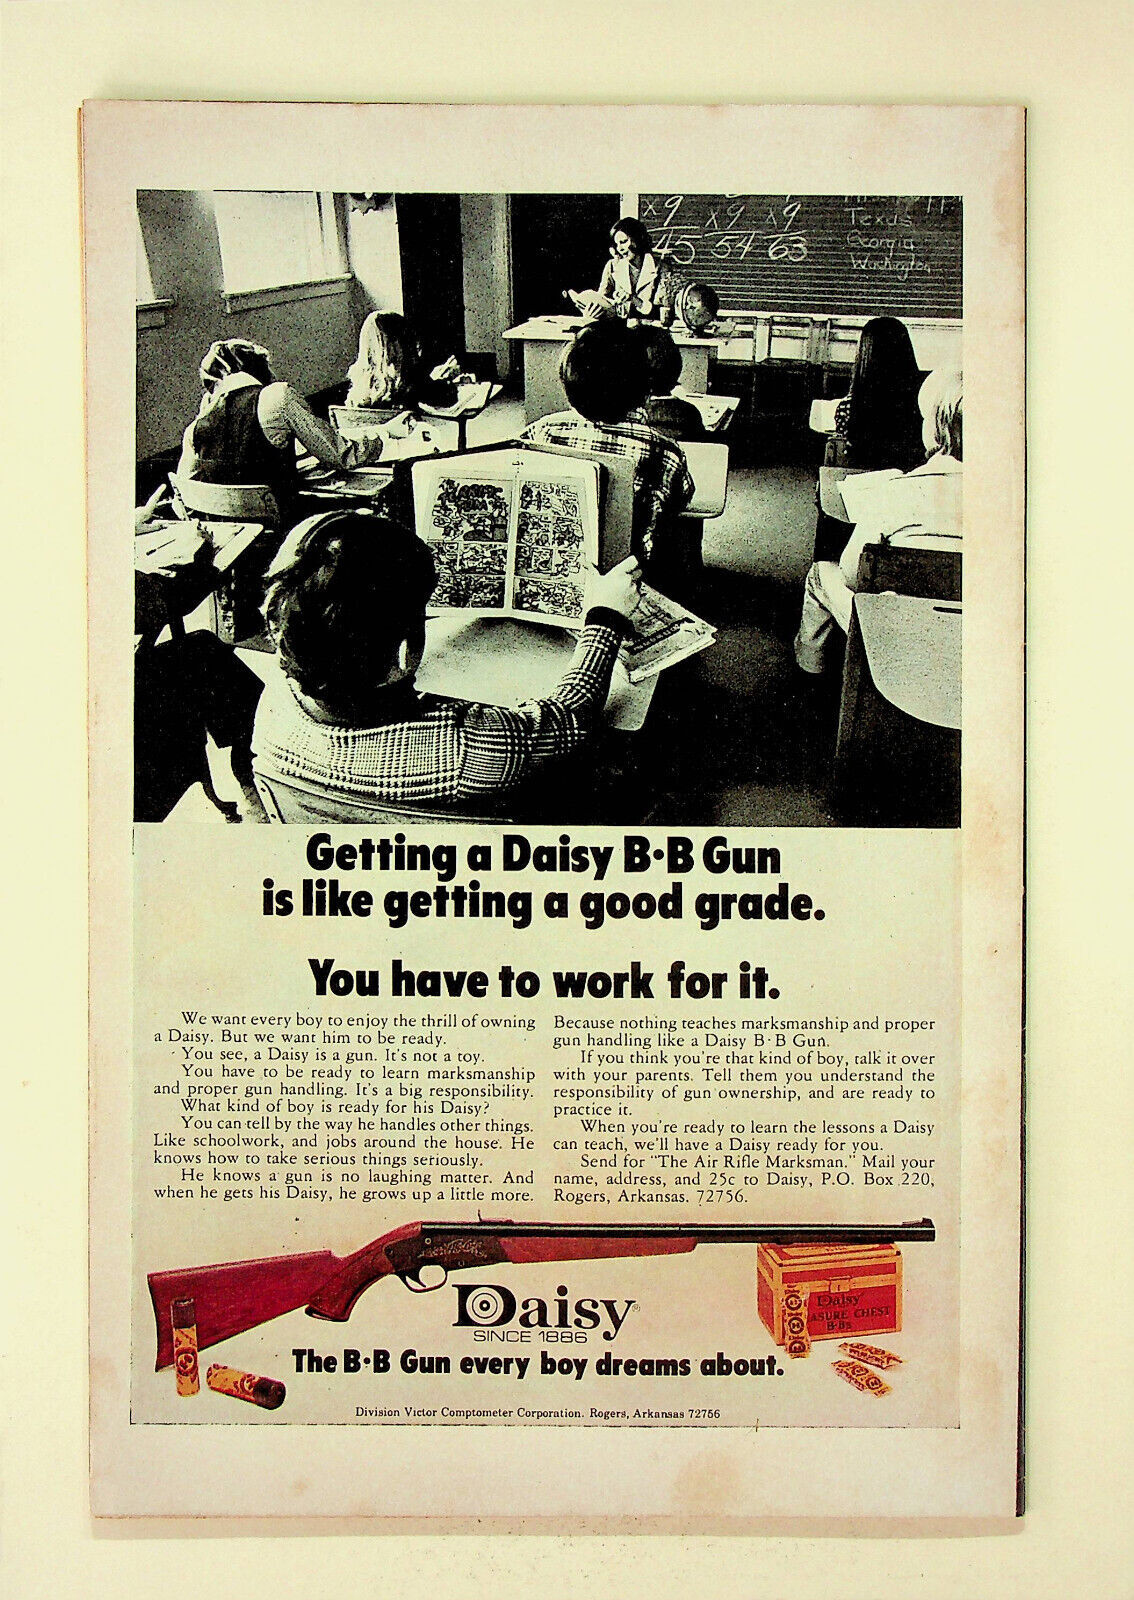 x9 x9 x9
45 54 63
Texas
Georgia
Washington
Getting a Daisy B•B Gun
is like getting a good grade.
You have to work for it.
We want every boy to enjoy the thrill of owning
a Daisy. But we want him to be ready.
You see, a Daisy is a gun. It's not a toy.
You have to be ready to learn marksmanship
and proper gun handling. It's a big responsibility.
What kind of boy is ready for his Daisy?
You can tell by the way he handles other things.
Like schoolwork, and jobs around the house. He
knows how to take serious things seriously.
He knows a gun is no laughing matter. And
when he gets his Daisy, he grows up a little more.
Because nothing teaches marksmanship and proper
gun handling like a Daisy B·B Gun.
If you think you're that kind of boy, talk it over
with your parents. Tell them you understand the
responsibility of gun ownership, and are ready to
practice it.
When you're ready to learn the lessons a Daisy
can teach, we'll have a Daisy ready for you.
Send for "The Air Rifle Marksman." Mail your
name, address, and 25c to Daisy, P.O. Box 220,
Rogers, Arkansas. 72756.
Daisy®
SINCE 1886
Daisy
ASURE CHEST
B·Bs
The B•B Gun every boy dreams about.
Division Victor Comptometer Corporation. Rogers, Arkansas 72756